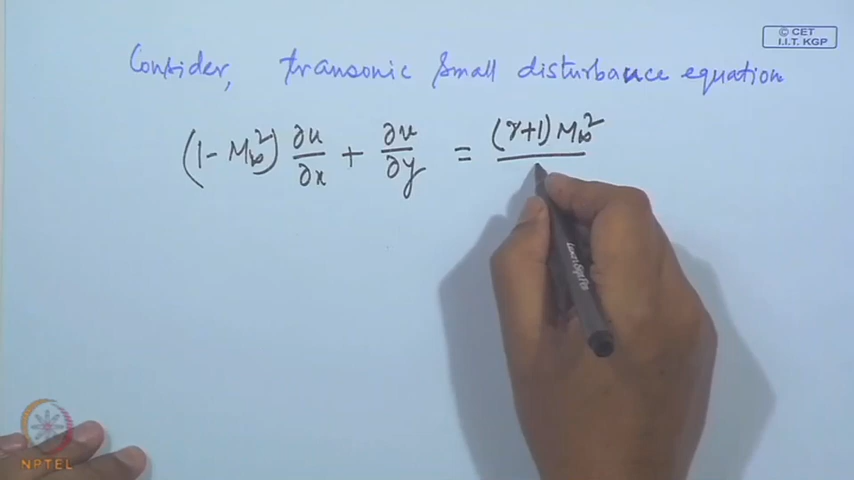 © CET
I.I.T. KGP
Consider, transonic small disturbance equation
(1 - M∞²) ∂u/∂x + ∂v/∂y = (γ+1) M∞²
NPTEL